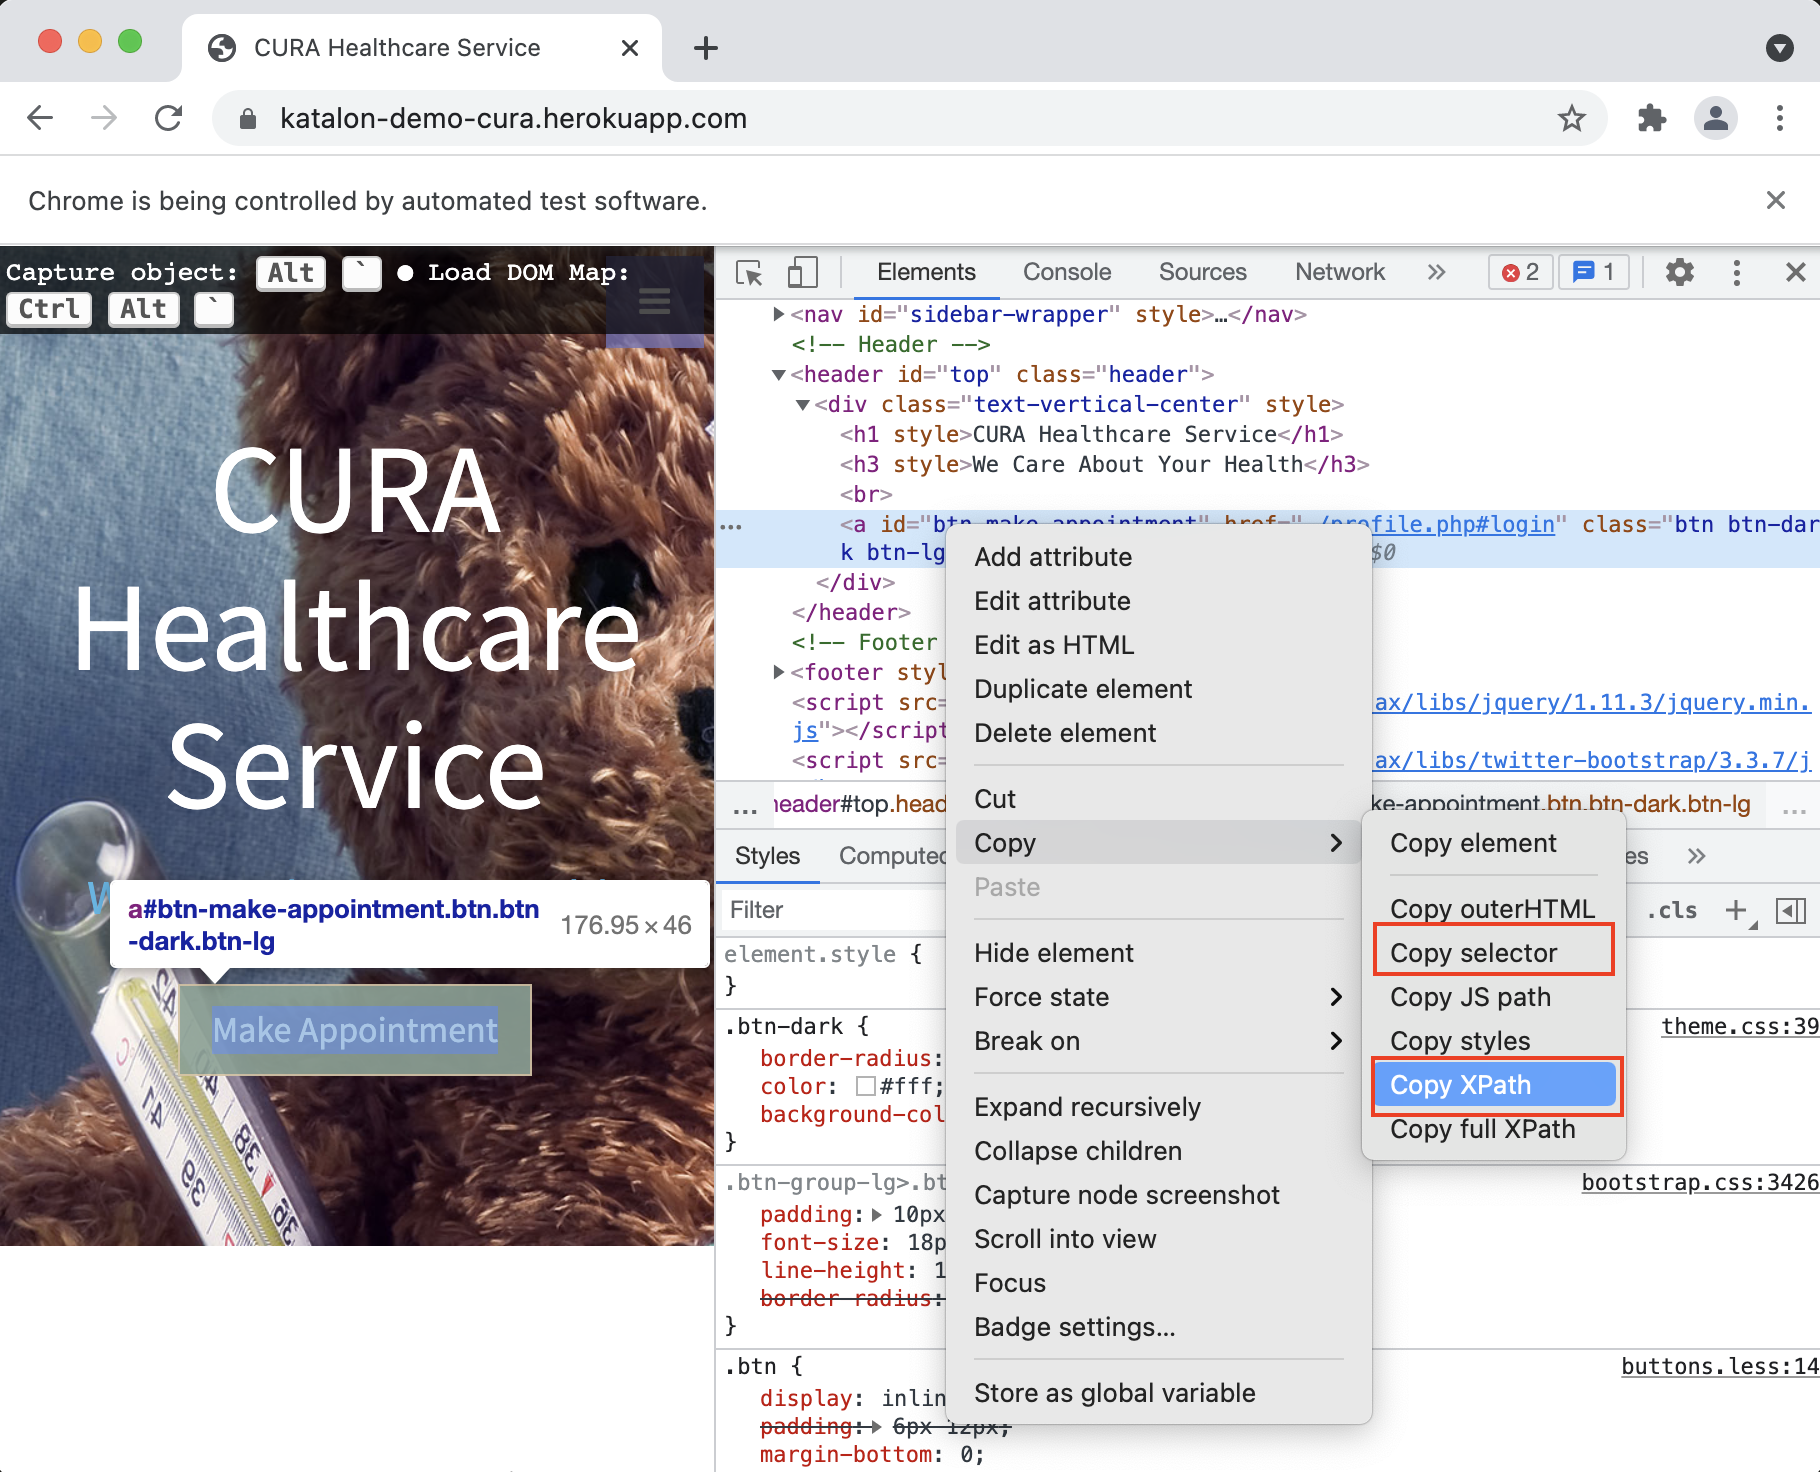 CURA Healthcare Service
katalon-demo-cura.herokuapp.com
Chrome is being controlled by automated test software.
Capture object: Alt ` ● Load DOM Map:
Ctrl Alt `
CURA
Healthcare
Service
W
a#btn-make-appointment.btn.btn
-dark.btn-lg
176.95 × 46
Make Appointment
Elements Console Sources Network » 2 1
<nav id="sidebar-wrapper" style>…</nav>
<!-- Header -->
<header id="top" class="header">
<div class="text-vertical-center" style>
<h1 style>CURA Healthcare Service</h1>
<h3 style>We Care About Your Health</h3>
<br>
… <a id="btn-make-appointment" href="./profile.php#login" class="btn btn-dar
k btn-lg
$0
</div>
</header>
<!-- Footer
<footer styl
<script src=
ax/libs/jquery/1.11.3/jquery.min.
js"></script
<script src=
ax/libs/twitter-bootstrap/3.3.7/j
… header#top.head
ke-appointment.btn.btn-dark.btn-lg …
Styles Computed
es »
Filter
.cls
element.style {
}
.btn-dark {
theme.css:39
border-radius:
color: #fff;
background-col
}
.btn-group-lg>.bt
bootstrap.css:3426
padding: 10px
font-size: 18p
line-height: 1
border-radius:
}
.btn {
buttons.less:14
display: inlin
padding: 6px 12px;
margin-bottom: 0;
Add attribute
Edit attribute
Edit as HTML
Duplicate element
Delete element
Cut
Copy
Paste
Hide element
Force state
Break on
Expand recursively
Collapse children
Capture node screenshot
Scroll into view
Focus
Badge settings...
Store as global variable
Copy element
Copy outerHTML
Copy selector
Copy JS path
Copy styles
Copy XPath
Copy full XPath